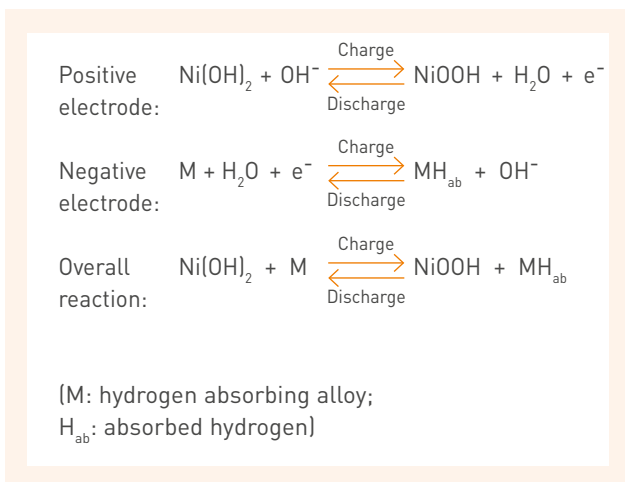 Charge
Positive Ni(OH)₂ + OH⁻ ⇄ NiOOH + H₂O + e⁻
electrode: Discharge
Charge
Negative M + H₂O + e⁻ ⇄ MHab + OH⁻
electrode: Discharge
Charge
Overall Ni(OH)₂ + M ⇄ NiOOH + MHab
reaction: Discharge
(M: hydrogen absorbing alloy;
Hab: absorbed hydrogen)